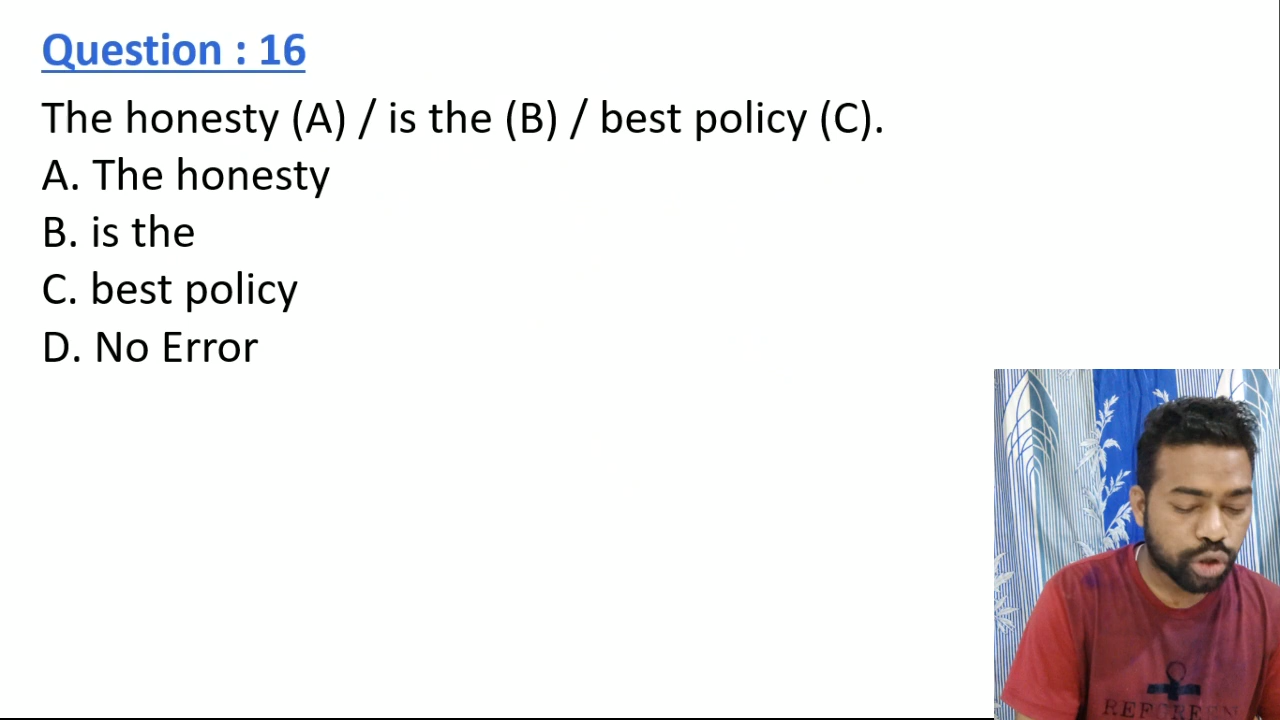 Question : 16
The honesty (A) / is the (B) / best policy (C).
A. The honesty
B. is the
C. best policy
D. No Error